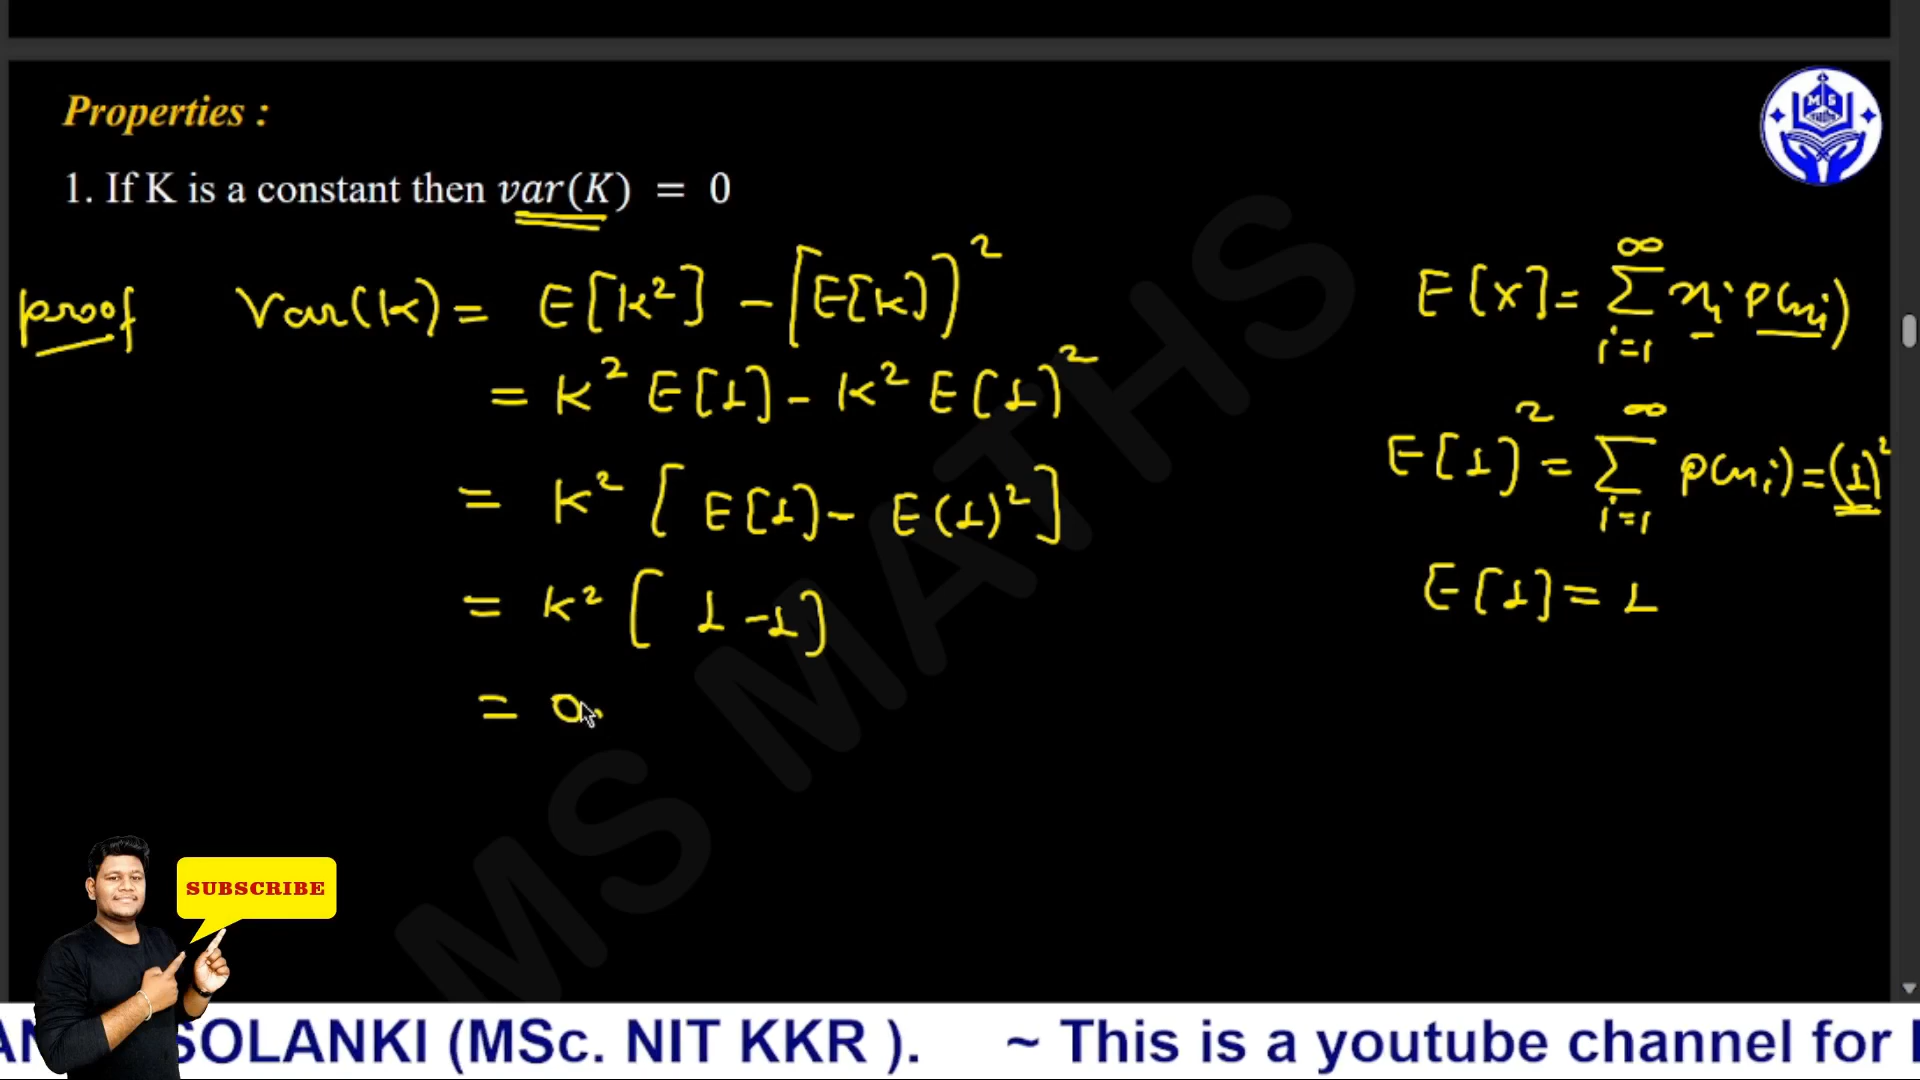 Properties :
1. If K is a constant then var(K) = 0
proof Var(K) = E[K²] - [E[K]]²
= K² E[1] - K² E[1]²
= K² [E[1] - E(1)²]
= K² [1 - 1]
= 0.
E[X] = ∞ Σ i=1 xi p(xi)
E[1]² = ∞ Σ i=1 p(xi) = (1)²
E[1] = 1
MS MATHS
M S
SUBSCRIBE
SOLANKI (MSc. NIT KKR ). ~ This is a youtube channel for